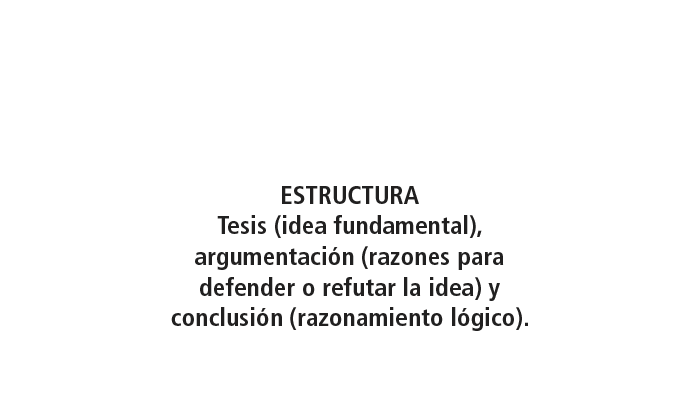 ESTRUCTURA
Tesis (idea fundamental),
argumentación (razones para
defender o refutar la idea) y
conclusión (razonamiento lógico).